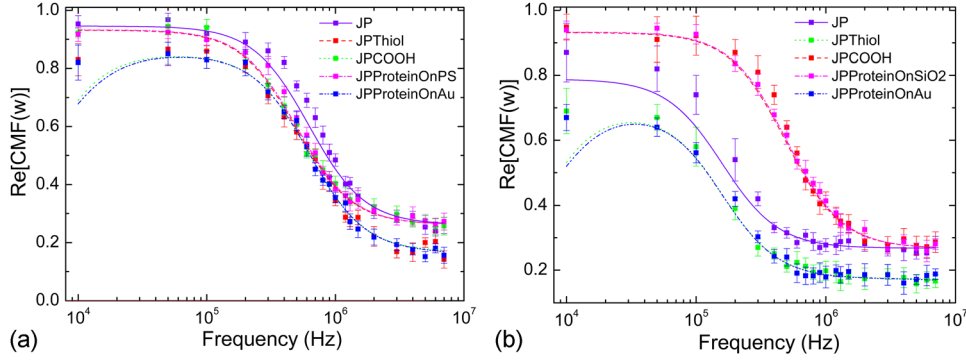 1.0
0.8
0.6
0.4
0.2
0.0
Re[CMF(w)]
10^4
10^5
10^6
10^7
Frequency (Hz)
(a)
JP
JPThiol
JPCOOH
JPProteinOnPS
JPProteinOnAu
1.0
0.8
0.6
0.4
0.2
Re[CMF(w)]
10^4
10^5
10^6
10^7
Frequency (Hz)
(b)
JP
JPThiol
JPCOOH
JPPProteinOnSiO2
JPPProteinOnAu